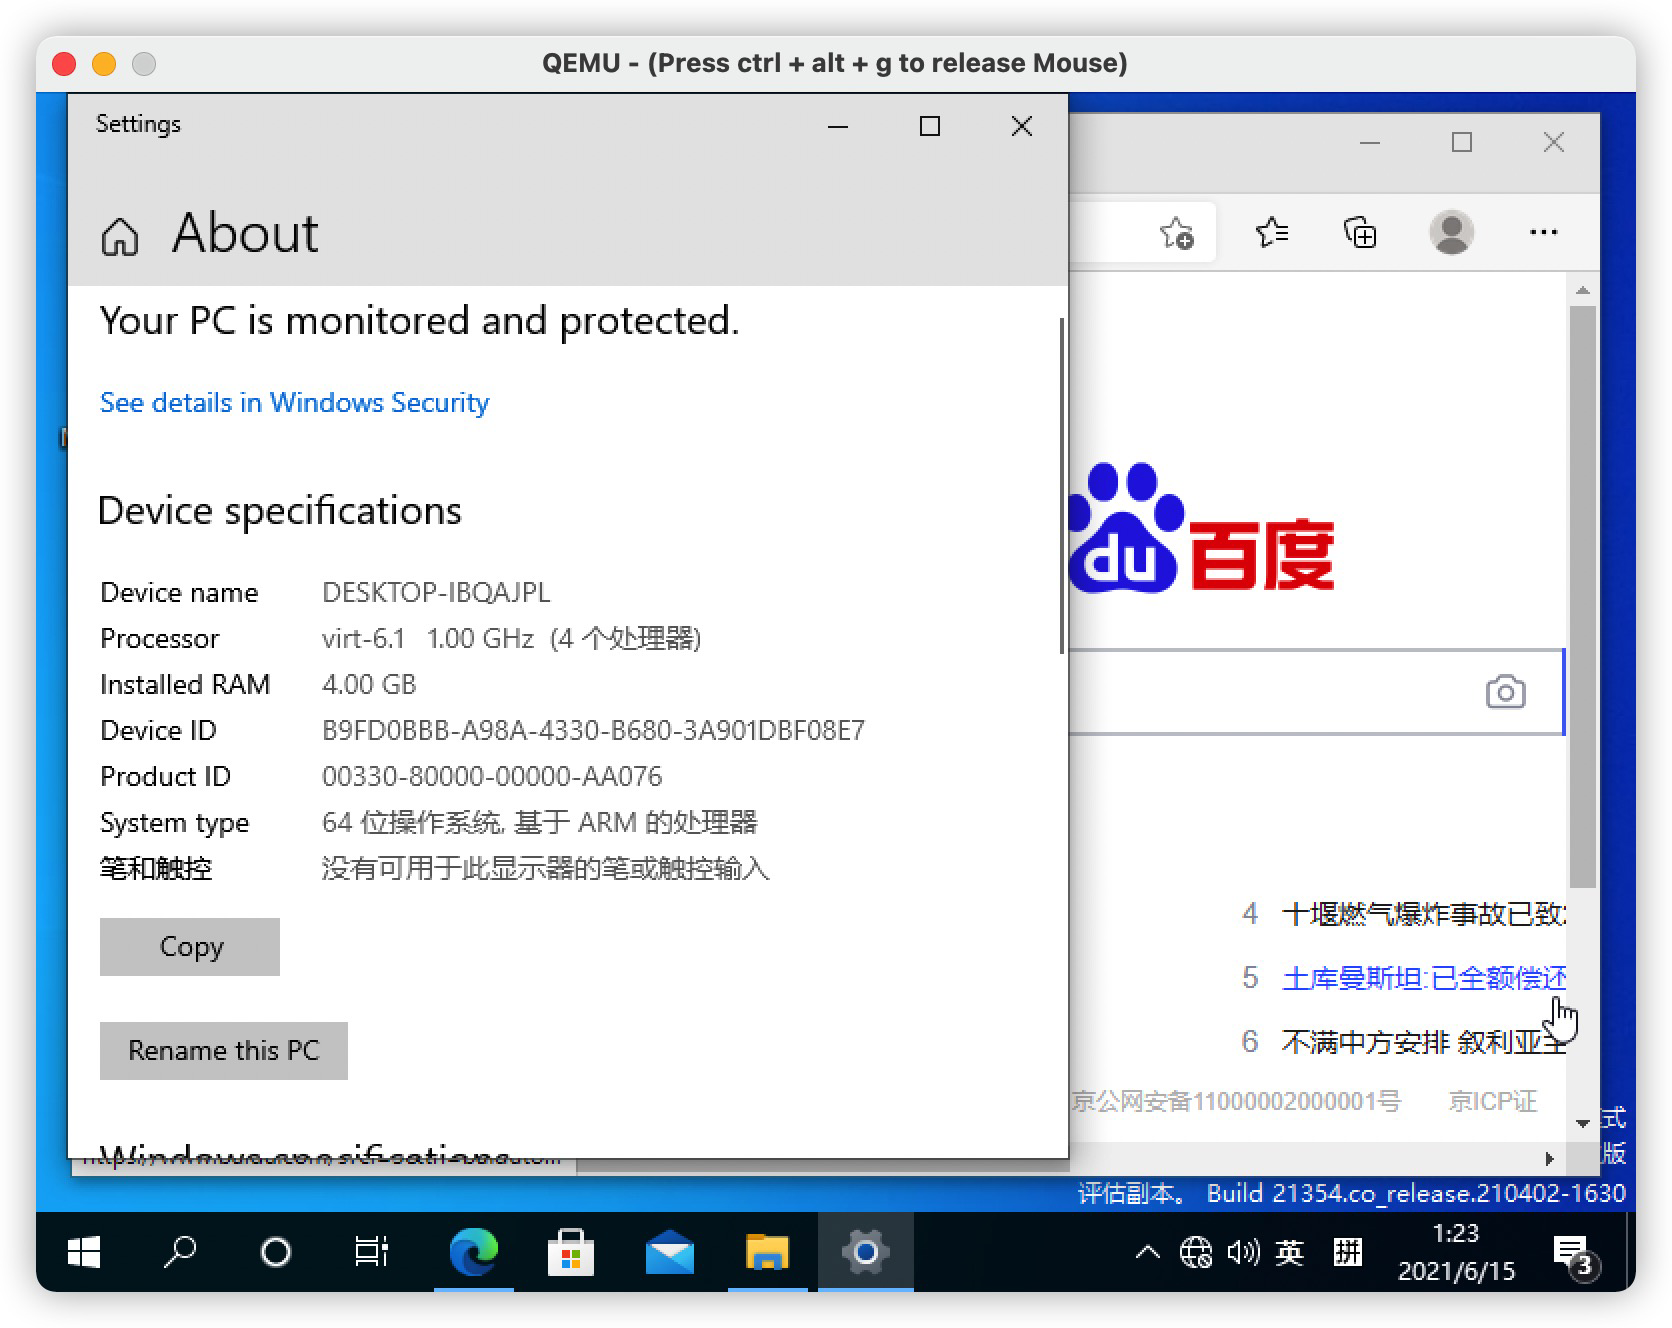 QEMU - (Press ctrl + alt + g to release Mouse)
Settings
About
Your PC is monitored and protected.
See details in Windows Security
Device specifications
Device name DESKTOP-IBQAJPL
Processor virt-6.1 1.00 GHz (4 个处理器)
Installed RAM 4.00 GB
Device ID B9FD0BBB-A98A-4330-B680-3A901DBF08E7
Product ID 00330-80000-00000-AA076
System type 64 位操作系统, 基于 ARM 的处理器
笔和触控 没有可用于此显示器的笔或触控输入
Copy
Rename this PC
Windows specifications
du百度
4 十堰燃气爆炸事故已致
5 土库曼斯坦:已全额偿还
6 不满中方安排 叙利亚
京公网安备11000002000001号 京ICP证
式
版
评估副本。 Build 21354.co_release.210402-1630
英 拼
1:23
2021/6/15
3